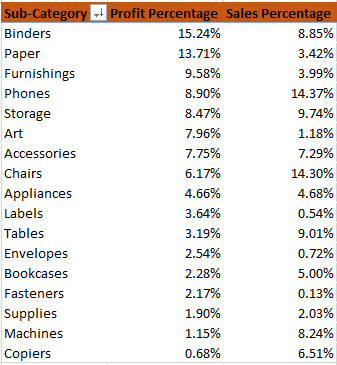 Sub-Category Profit Percentage Sales Percentage
Binders 15.24% 8.85%
Paper 13.71% 3.42%
Furnishings 9.58% 3.99%
Phones 8.90% 14.37%
Storage 8.47% 9.74%
Art 7.96% 1.18%
Accessories 7.75% 7.29%
Chairs 6.17% 14.30%
Appliances 4.66% 4.68%
Labels 3.64% 0.54%
Tables 3.19% 9.01%
Envelopes 2.54% 0.72%
Bookcases 2.28% 5.00%
Fasteners 2.17% 0.13%
Supplies 1.90% 2.03%
Machines 1.15% 8.24%
Copiers 0.68% 6.51%